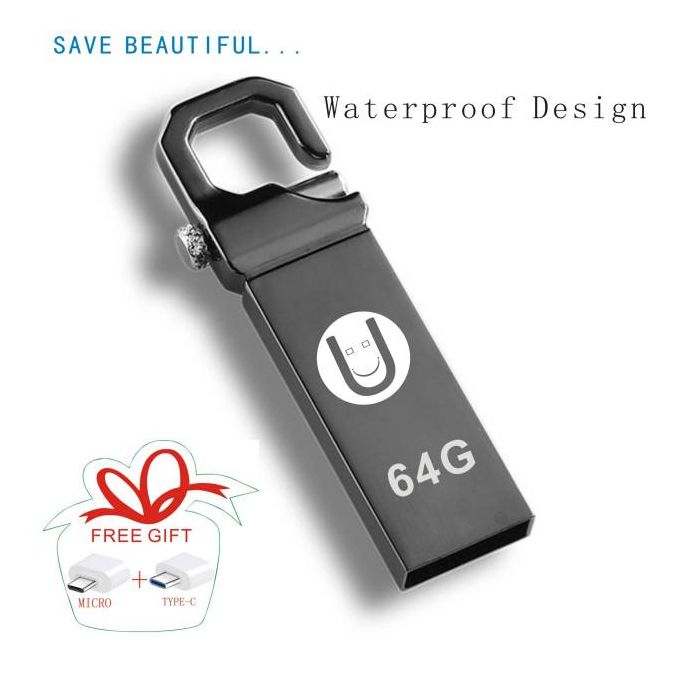 SAVE BEAUTIFUL...
Waterproof Design
U
64G
FREE GIFT
+
MICRO
TYPE-C